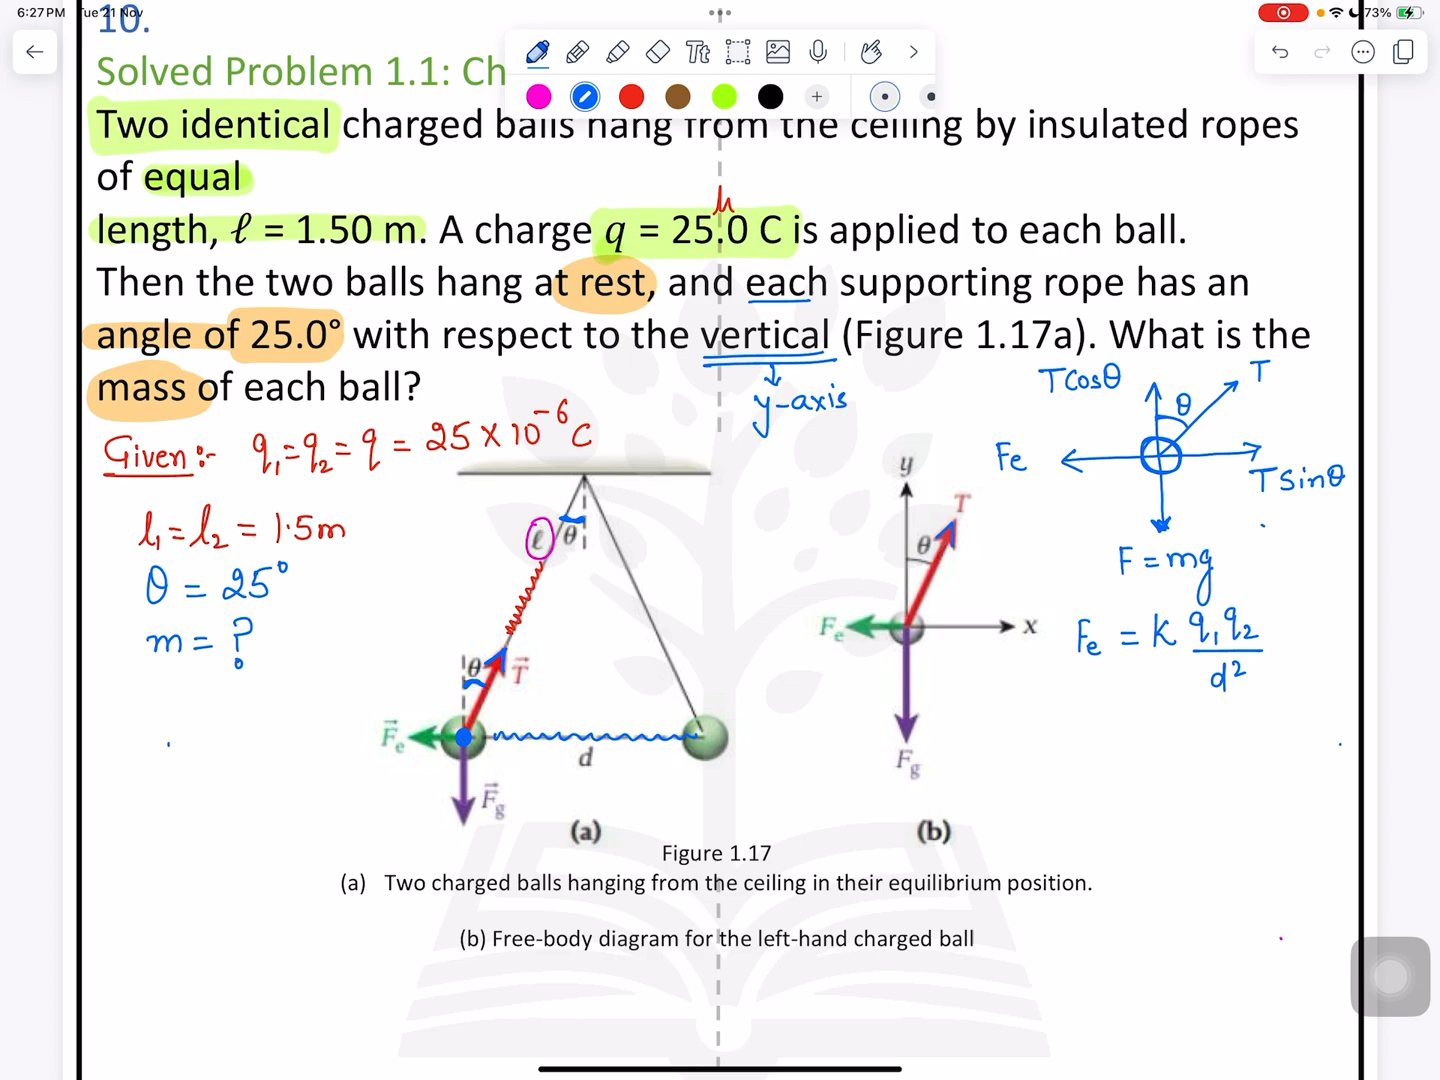 6:27PM Tue 21 Nov
73%
10.
Solved Problem 1.1: Ch
Tt
Two identical charged balls hang from the ceiling by insulated ropes
of equal
μ
length, ℓ = 1.50 m. A charge q = 25.0 C is applied to each ball.
Then the two balls hang at rest, and each supporting rope has an
angle of 25.0° with respect to the vertical (Figure 1.17a). What is the
mass of each ball?
y-axis
Given:- q₁=q₂=q = 25×10⁻⁶C
l₁=l₂ = 1.5m
θ = 25°
m = ?
ℓ
θ
θ
T⃗
F⃗e
d
F⃗g
(a)
y
T
θ
Fe
x
Fg
(b)
Tcosθ
T
θ
Fe
Tsinθ
F=mg
Fe = k q₁q₂/d²
Figure 1.17
(a) Two charged balls hanging from the ceiling in their equilibrium position.
(b) Free-body diagram for the left-hand charged ball